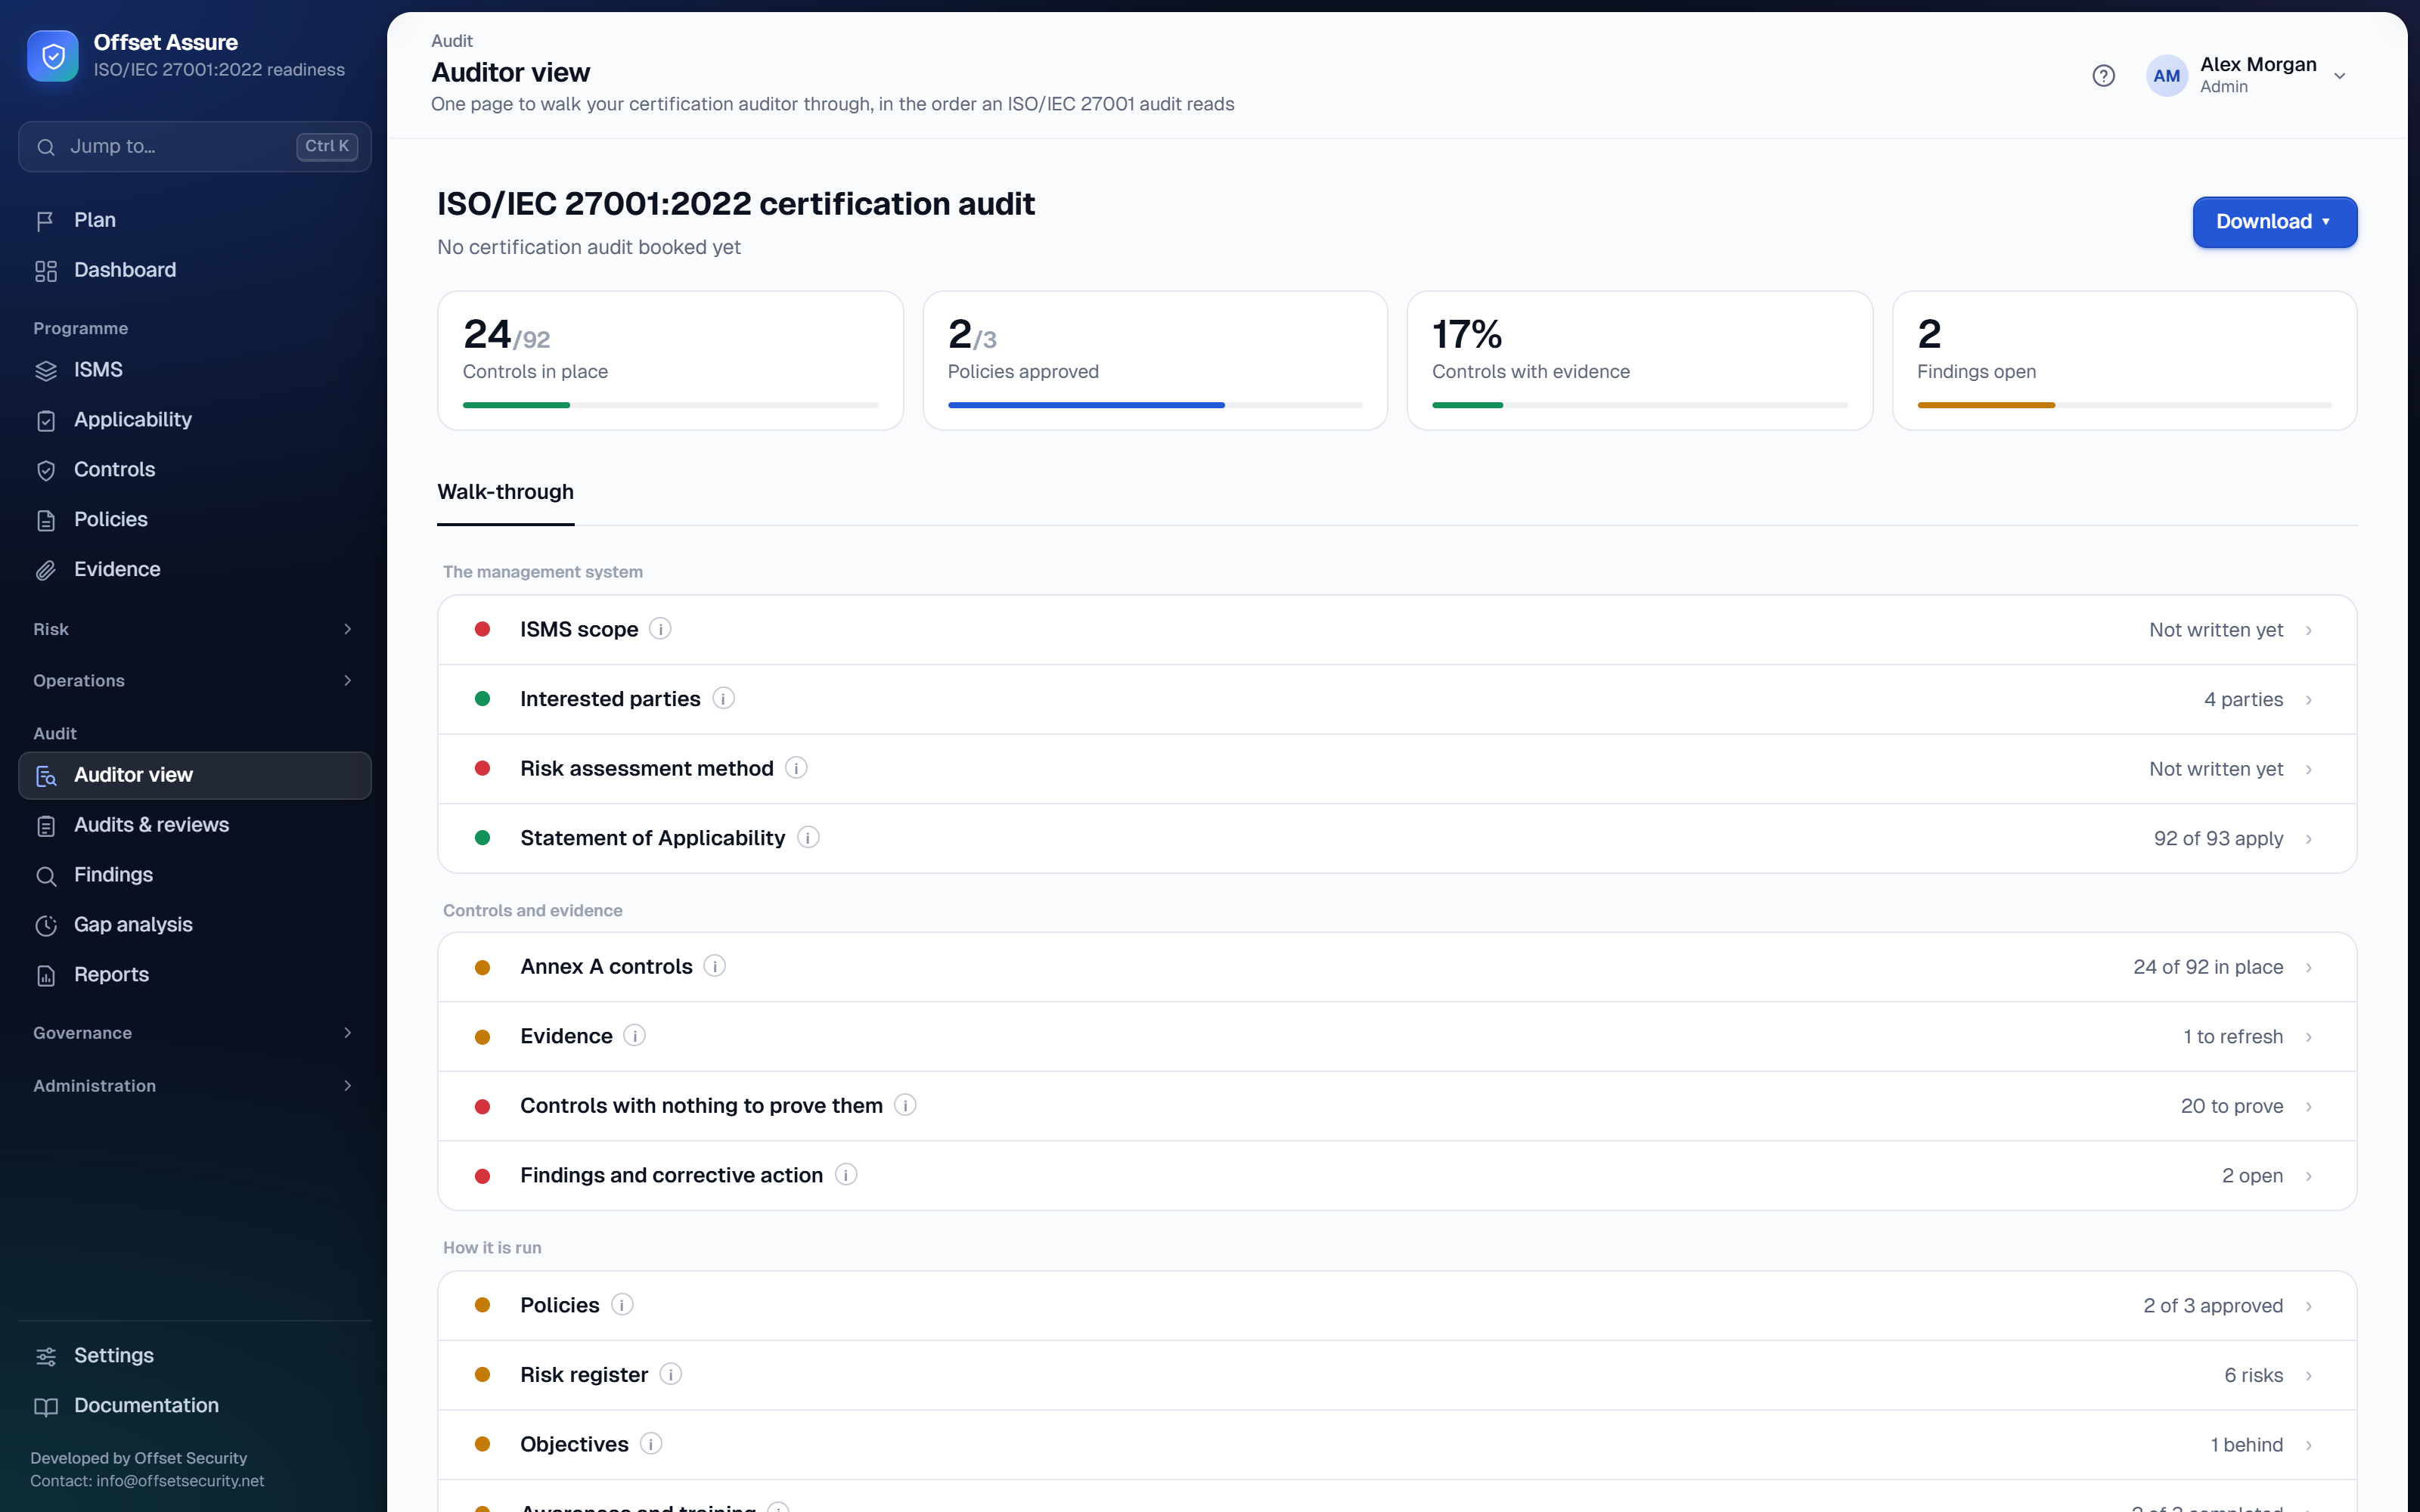 Offset Assure
ISO/IEC 27001:2022 readiness
Jump to...
Ctrl K
Plan
Dashboard
Programme
ISMS
Applicability
Controls
Policies
Evidence
Risk
Operations
Audit
Auditor view
Audits & reviews
Findings
Gap analysis
Reports
Governance
Administration
Settings
Documentation
Developed by Offset Security
Contact: info@offsetsecurity.net
Audit
Auditor view
One page to walk your certification auditor through, in the order an ISO/IEC 27001 audit reads
AM
Alex Morgan
Admin
ISO/IEC 27001:2022 certification audit
No certification audit booked yet
Download
24/92
Controls in place
2/3
Policies approved
17%
Controls with evidence
2
Findings open
Walk-through
The management system
ISMS scope
Not written yet
Interested parties
4 parties
Risk assessment method
Not written yet
Statement of Applicability
92 of 93 apply
Controls and evidence
Annex A controls
24 of 92 in place
Evidence
1 to refresh
Controls with nothing to prove them
20 to prove
Findings and corrective action
2 open
How it is run
Policies
2 of 3 approved
Risk register
6 risks
Objectives
1 behind
Awareness and training